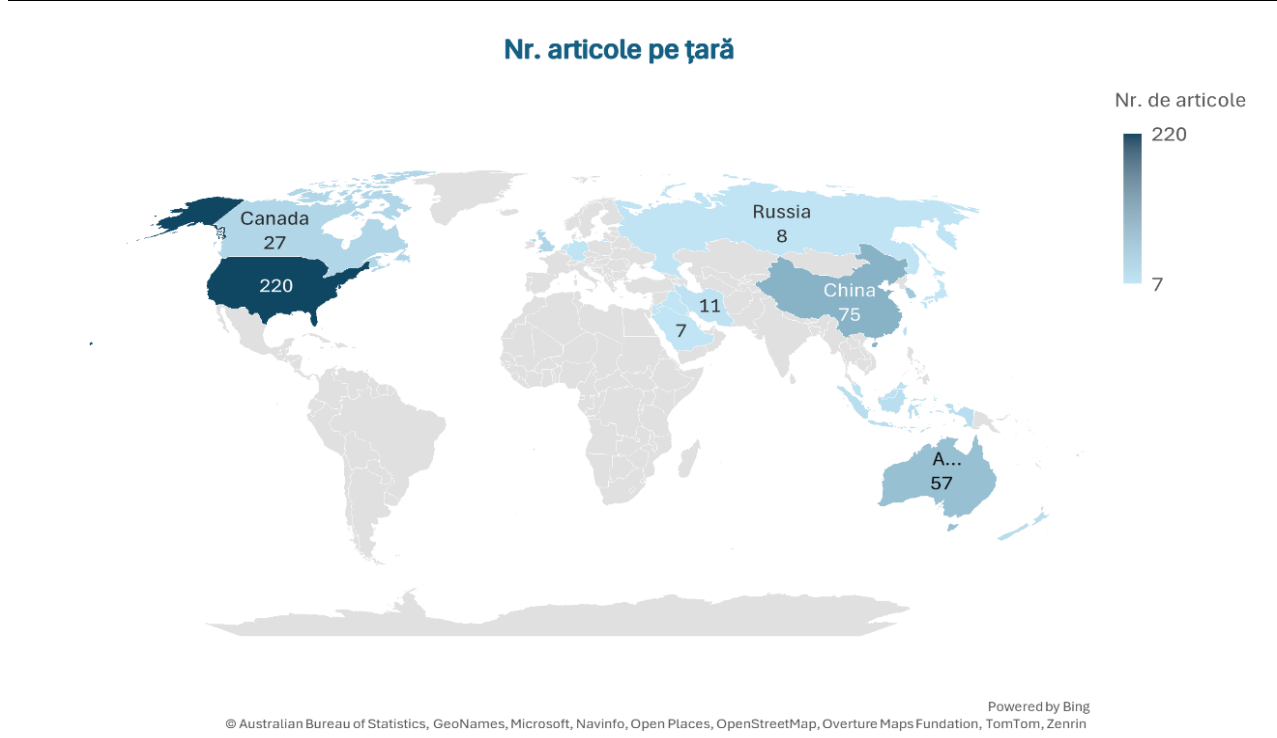 Nr. articole pe țară
Nr. de articole
220
7
Canada
27
220
Russia
8
China
75
11
7
A...
57
Powered by Bing
© Australian Bureau of Statistics, GeoNames, Microsoft, Navinfo, Open Places, OpenStreetMap, Overture Maps Fundation, TomTom, Zenrin